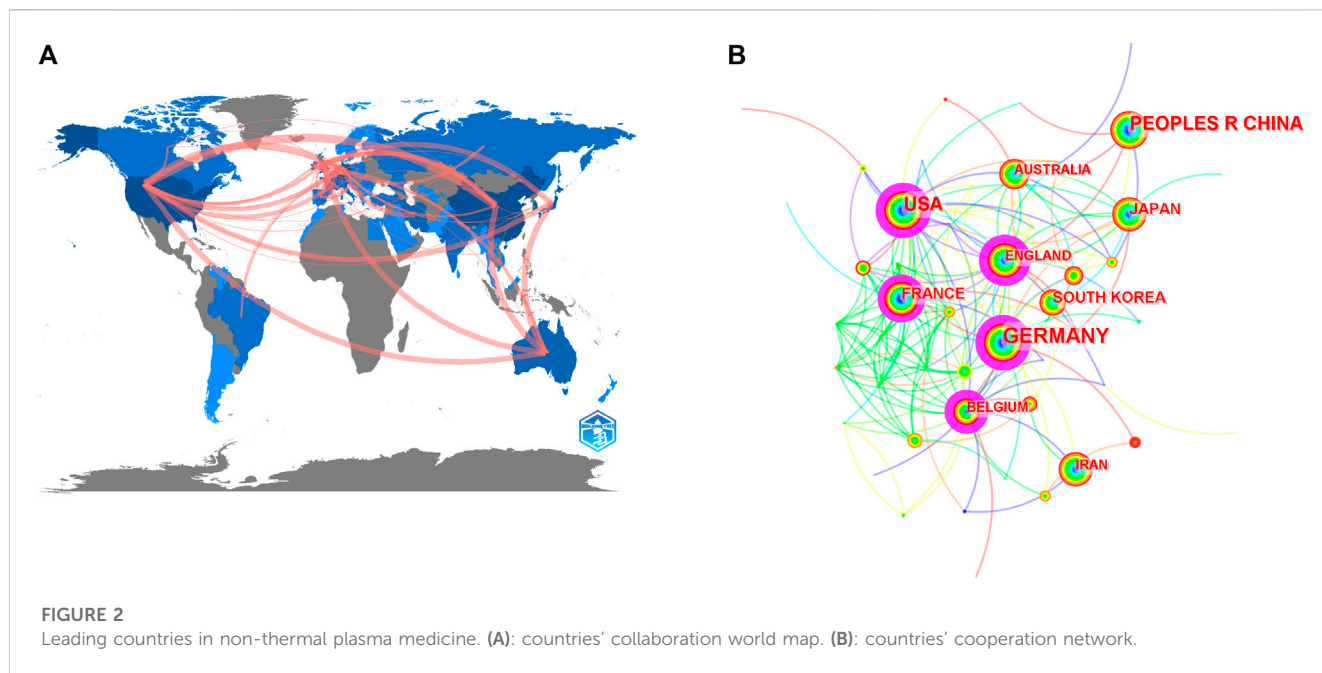 A
B
PEOPLES R CHINA
AUSTRALIA
USA
JAPAN
ENGLAND
FRANCE
SOUTH KOREA
GERMANY
BELGIUM
IRAN
BIBLIOMETRIX
FIGURE 2
Leading countries in non-thermal plasma medicine. (A): countries' collaboration world map. (B): countries' cooperation network.